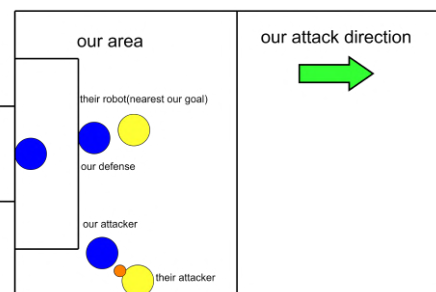 our area
our attack direction
their robot(nearest our goal)
our defense
our attacker
their attacker